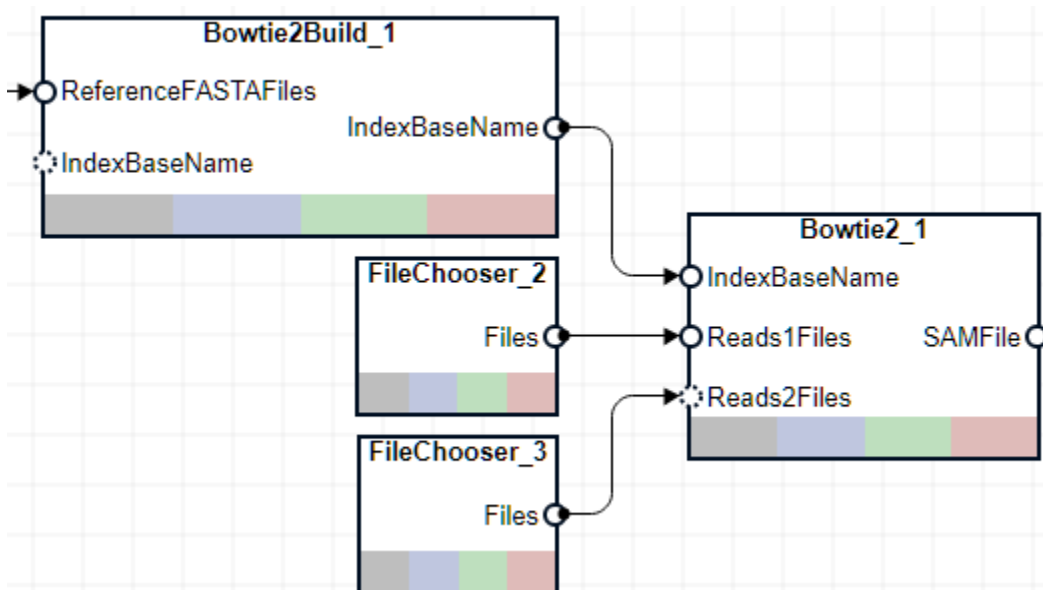 Bowtie2Build_1
ReferenceFASTAFiles
IndexBaseName
IndexBaseName
FileChooser_2
Files
FileChooser_3
Files
Bowtie2_1
IndexBaseName
Reads1Files
SAMFile
Reads2Files